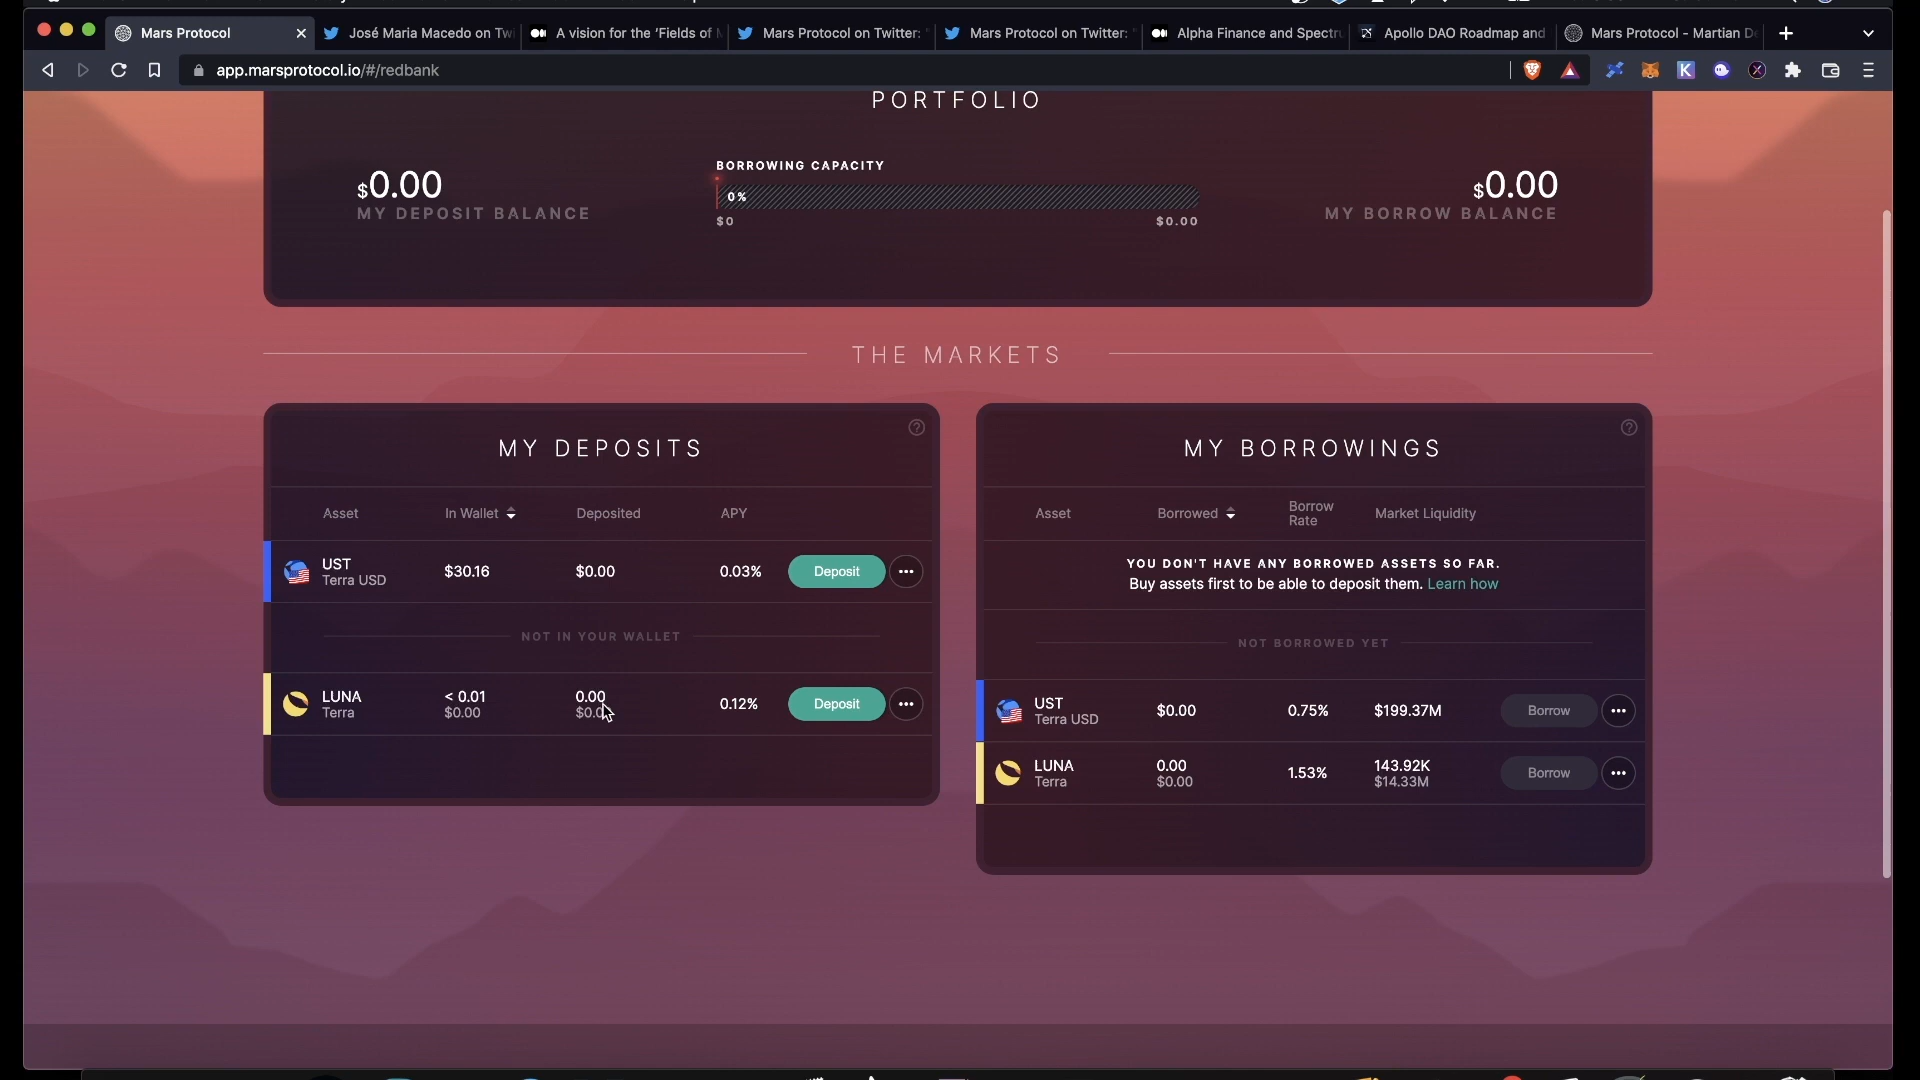 Mars Protocol
José Maria Macedo on Tw
A vision for the 'Fields of
Mars Protocol on Twitter:
Mars Protocol on Twitter:
Alpha Finance and Spectru
Apollo DAO Roadmap and
Mars Protocol - Martian De
app.marsprotocol.io/#/redbank
PORTFOLIO
$0.00
MY DEPOSIT BALANCE
BORROWING CAPACITY
0%
$0
$0.00
$0.00
MY BORROW BALANCE
THE MARKETS
MY DEPOSITS
Asset
In Wallet
Deposited
APY
UST
Terra USD
$30.16
$0.00
0.03%
Deposit
NOT IN YOUR WALLET
LUNA
Terra
< 0.01
$0.00
0.00
$0.00
0.12%
Deposit
MY BORROWINGS
Asset
Borrowed
Borrow
Rate
Market Liquidity
YOU DON'T HAVE ANY BORROWED ASSETS SO FAR.
Buy assets first to be able to deposit them. Learn how
NOT BORROWED YET
UST
Terra USD
$0.00
0.75%
$199.37M
Borrow
LUNA
Terra
0.00
$0.00
1.53%
143.92K
$14.33M
Borrow